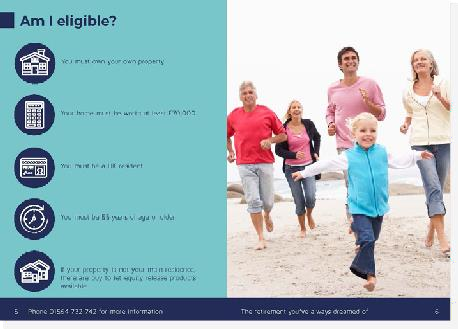 Am I eligible?
You must own your own property
Your home must be worth at least £70,000
You must be a UK resident
You must be 55 years of age or older
If your property is not your main residence,
there are buy to let equity release products
available
5 Phone 01564 732 742 for more information
The retirement you've always dreamed of 6